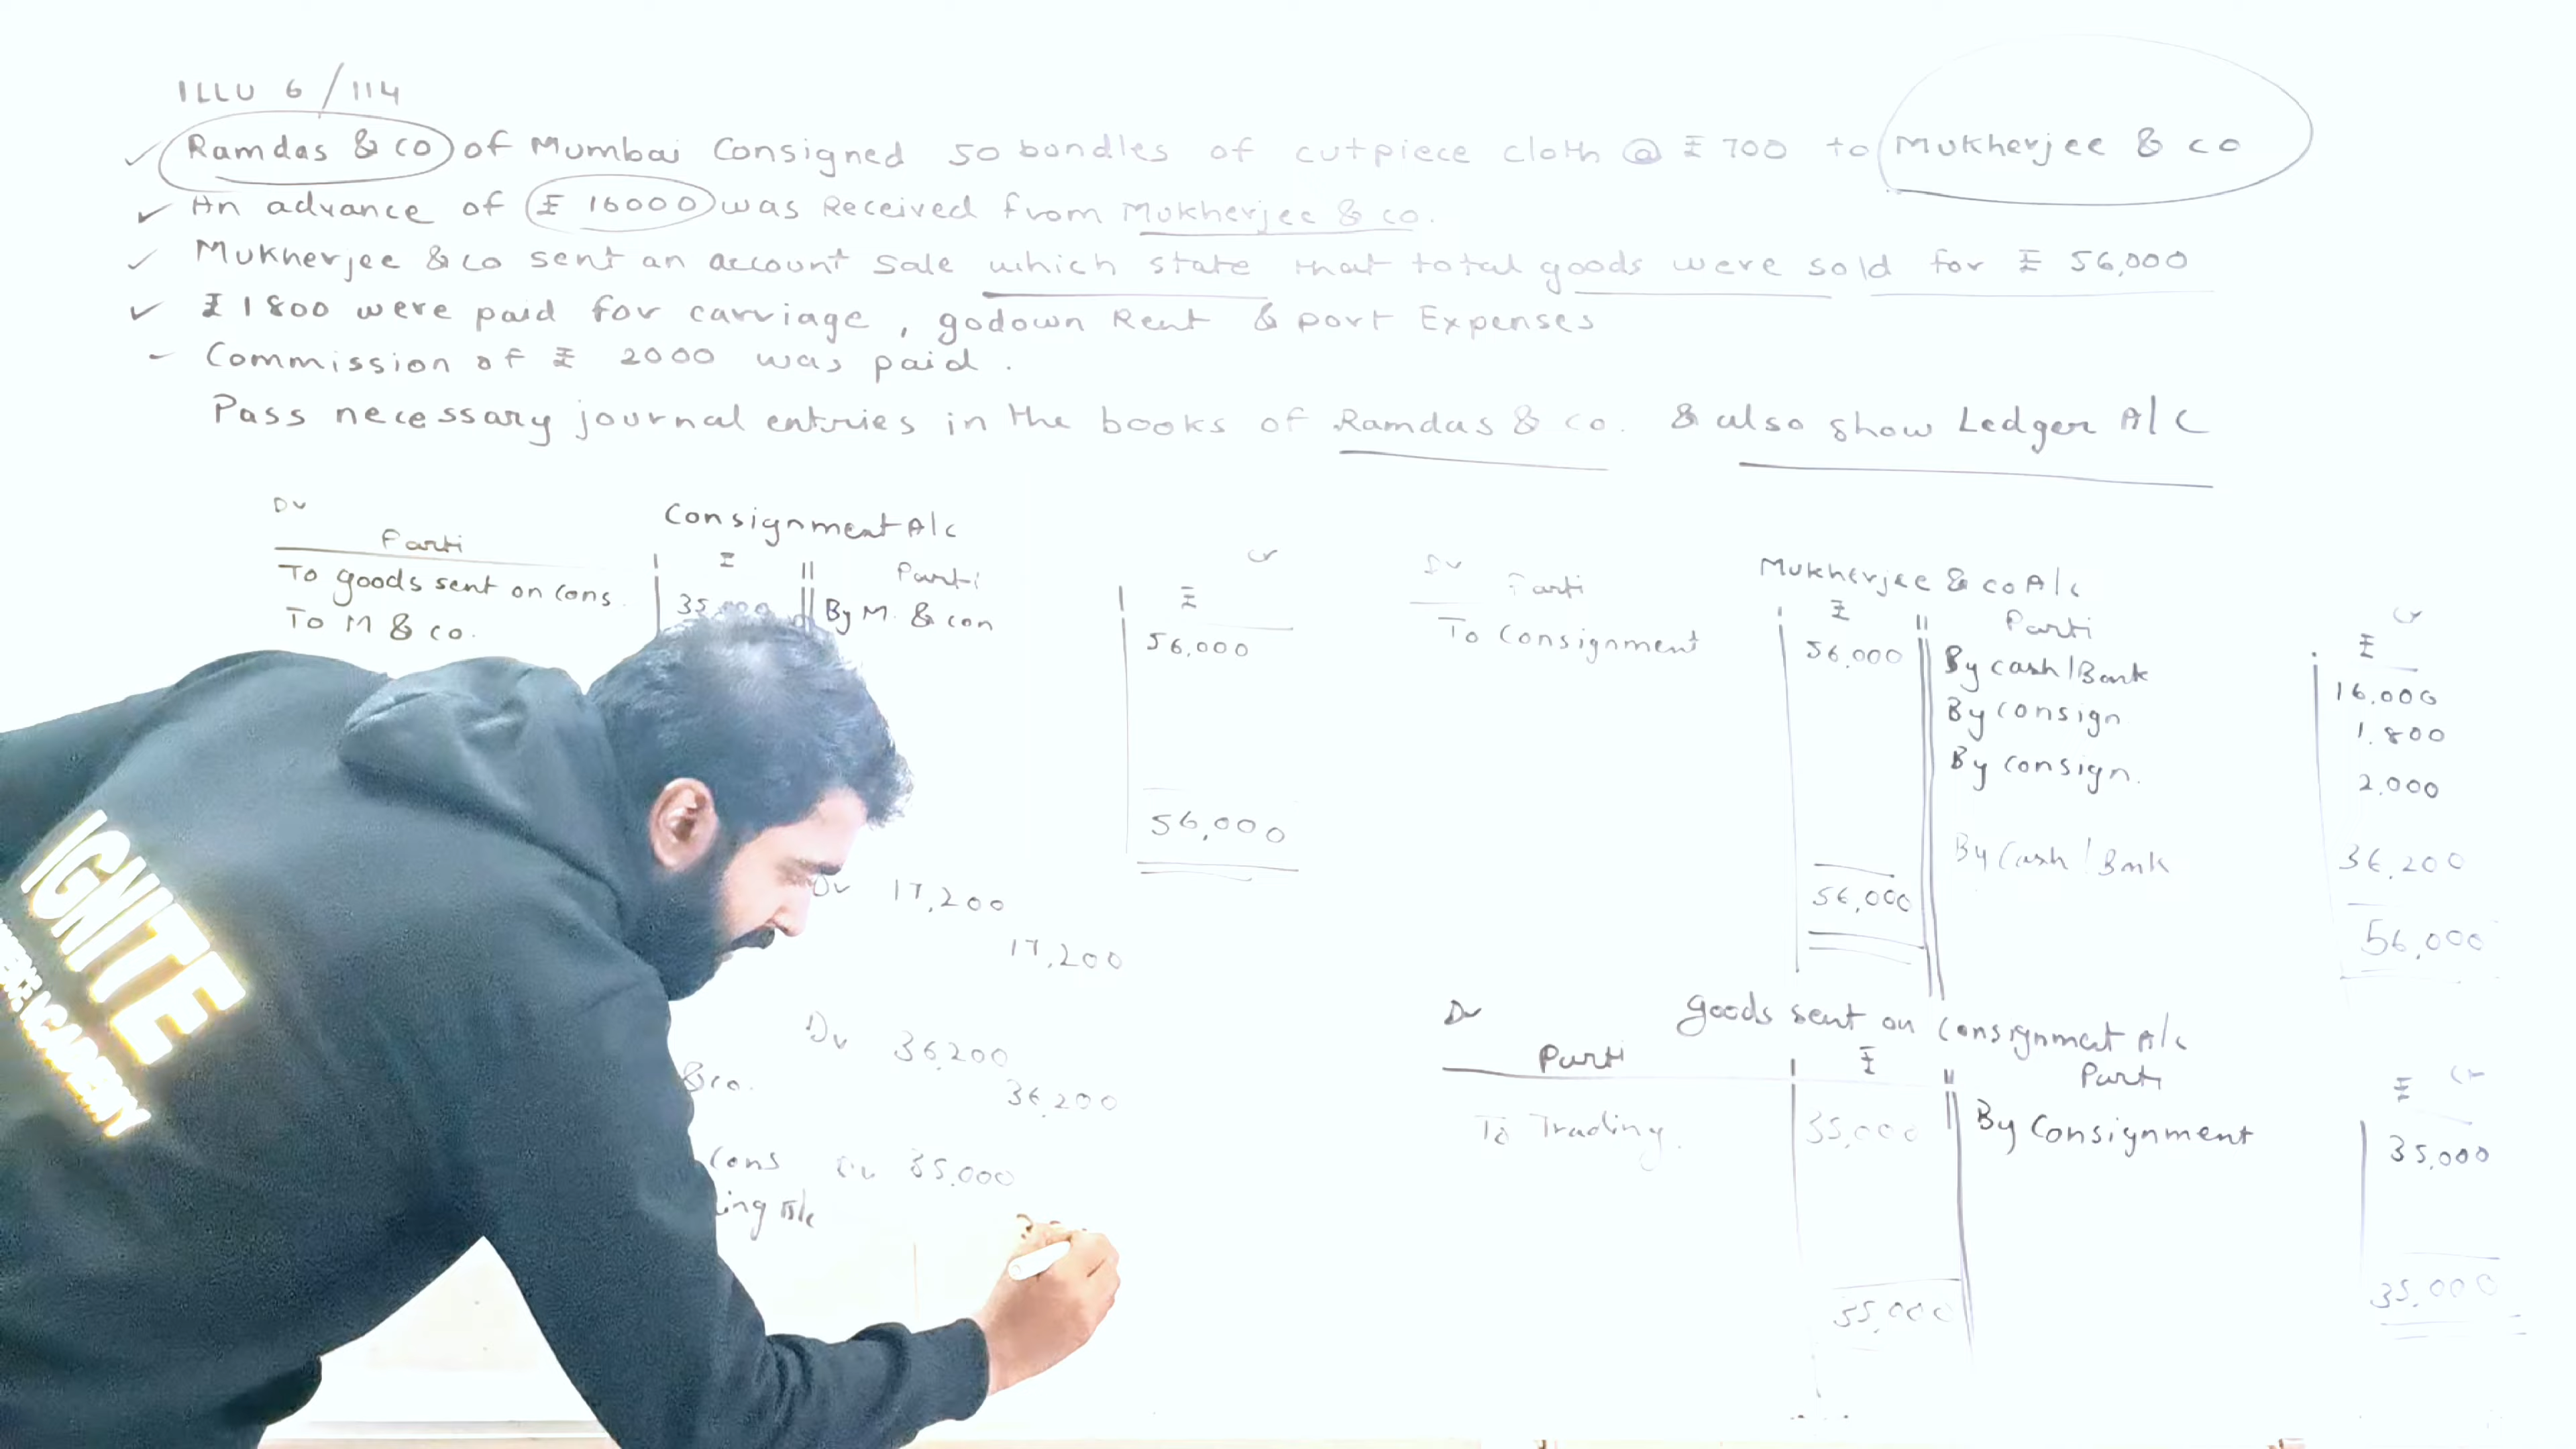 ILLU 6/114
Ramdas & co of Mumbai Consigned 50 bundles of cutpiece cloth @ ₹ 700 to Mukherjee & co
An advance of ₹ 16000 was Received from Mukherjee & co.
Mukherjee & co sent an account sale which state that total goods were sold for ₹ 56,000
₹ 1800 were paid for carriage, godown Rent & port Expenses
- Commission of ₹ 2000 was paid.
Pass necessary journal entries in the books of Ramdas & co. & also show Ledger A/C
Dr Consignment A/c Cr
Parti ₹ Parti ₹
To goods sent on cons. 35,000 By M. & con 56,000
To M & co.
56,000
Dr 17,200
17,200
Dr 36,200
& co.
36,200
cons Dr 35,000
ing A/c
Dr Mukherjee & co A/c Cr
Parti ₹ Parti ₹
To Consignment 56,000 By cash/Bank 16,000
By consign 1,800
By consign. 2,000
By Cash/Bank 36,200
56,000 56,000
Dr Goods sent on consignment A/c Cr
Parti ₹ Parti ₹
To Trading. 35,000 By Consignment 35,000
35,000 35,000
IGNITE
ACADEMY